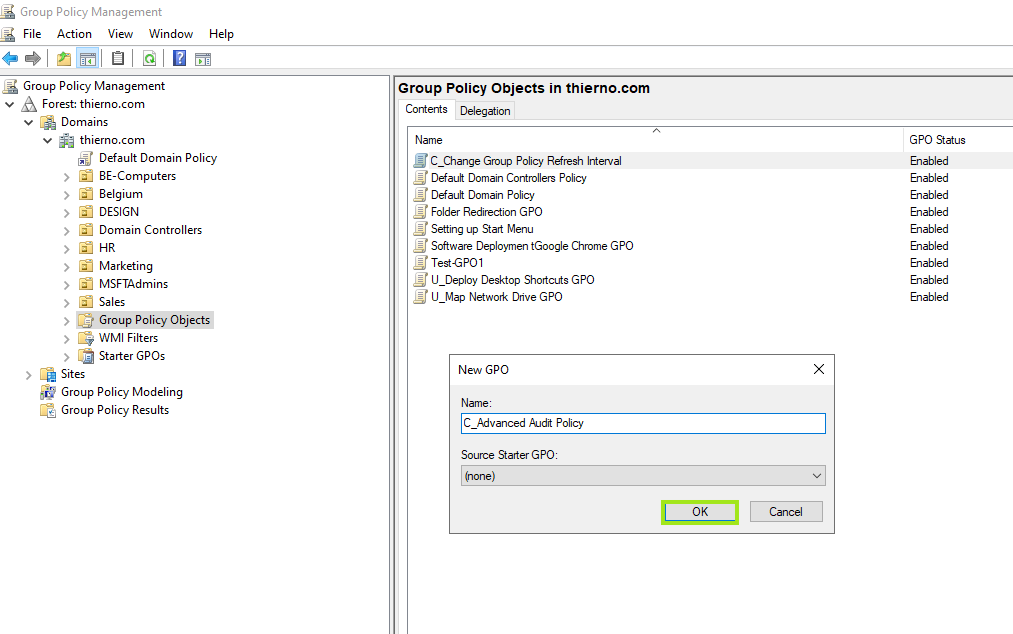 Group Policy Management
File Action View Window Help
Group Policy Management
Forest: thierno.com
Domains
thierno.com
Default Domain Policy
BE-Computers
Belgium
DESIGN
Domain Controllers
HR
Marketing
MSFTAdmins
Sales
Group Policy Objects
WMI Filters
Starter GPOs
Sites
Group Policy Modeling
Group Policy Results
Group Policy Objects in thierno.com
Contents Delegation
Name GPO Status
C_Change Group Policy Refresh Interval Enabled
Default Domain Controllers Policy Enabled
Default Domain Policy Enabled
Folder Redirection GPO Enabled
Setting up Start Menu Enabled
Software Deploymen tGoogle Chrome GPO Enabled
Test-GPO1 Enabled
U_Deploy Desktop Shortcuts GPO Enabled
U_Map Network Drive GPO Enabled
New GPO
Name:
C_Advanced Audit Policy
Source Starter GPO:
(none)
OK Cancel